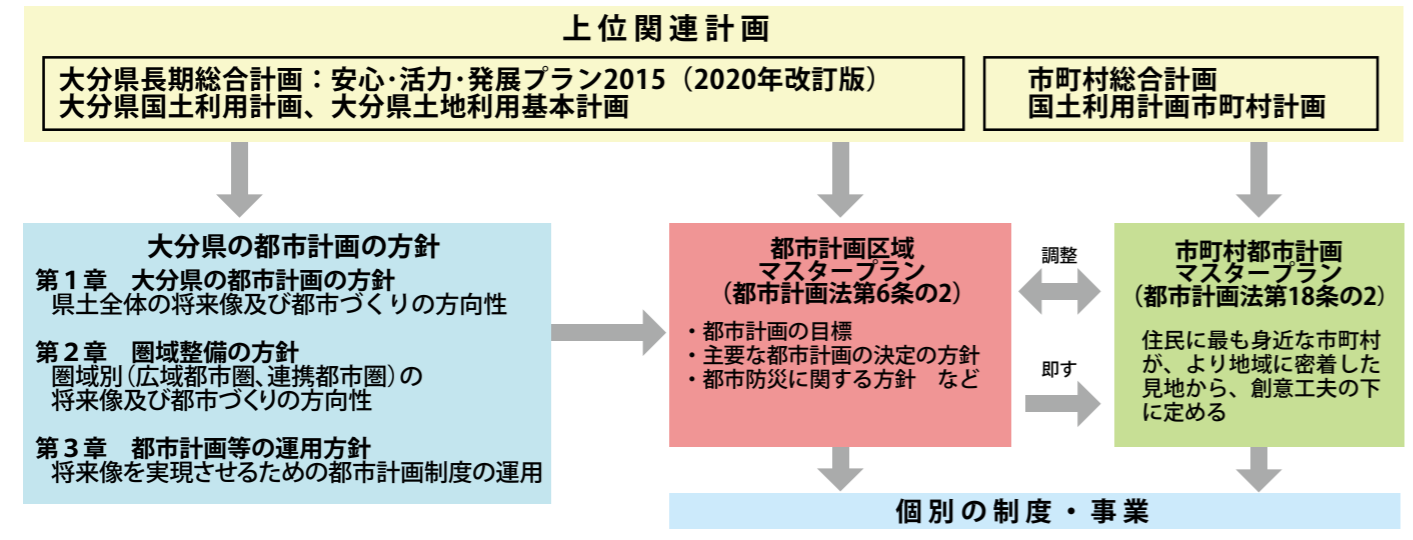 上位関連計画
大分県長期総合計画：安心・活力・発展プラン2015（2020年改訂版）
大分県国土利用計画、大分県土地利用基本計画
市町村総合計画
国土利用計画市町村計画
大分県の都市計画の方針
第１章　大分県の都市計画の方針
県土全体の将来像及び都市づくりの方向性
第２章　圏域整備の方針
圏域別（広域都市圏、連携都市圏）の
将来像及び都市づくりの方向性
第３章　都市計画等の運用方針
将来像を実現させるための都市計画制度の運用
都市計画区域
マスタープラン
（都市計画法第6条の2）
・都市計画の目標
・主要な都市計画の決定の方針
・都市防災に関する方針　など
調整
即す
市町村都市計画
マスタープラン
（都市計画法第18条の2）
住民に最も身近な市町村
が、より地域に密着した
見地から、創意工夫の下
に定める
個別の制度・事業